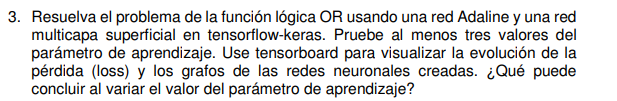 3. Resuelva el problema de la función lógica OR usando una red Adaline y una red
multicapa superficial en tensorflow-keras. Pruebe al menos tres valores del
parámetro de aprendizaje. Use tensorboard para visualizar la evolución de la
pérdida (loss) y los grafos de las redes neuronales creadas. ¿Qué puede
concluir al variar el valor del parámetro de aprendizaje?